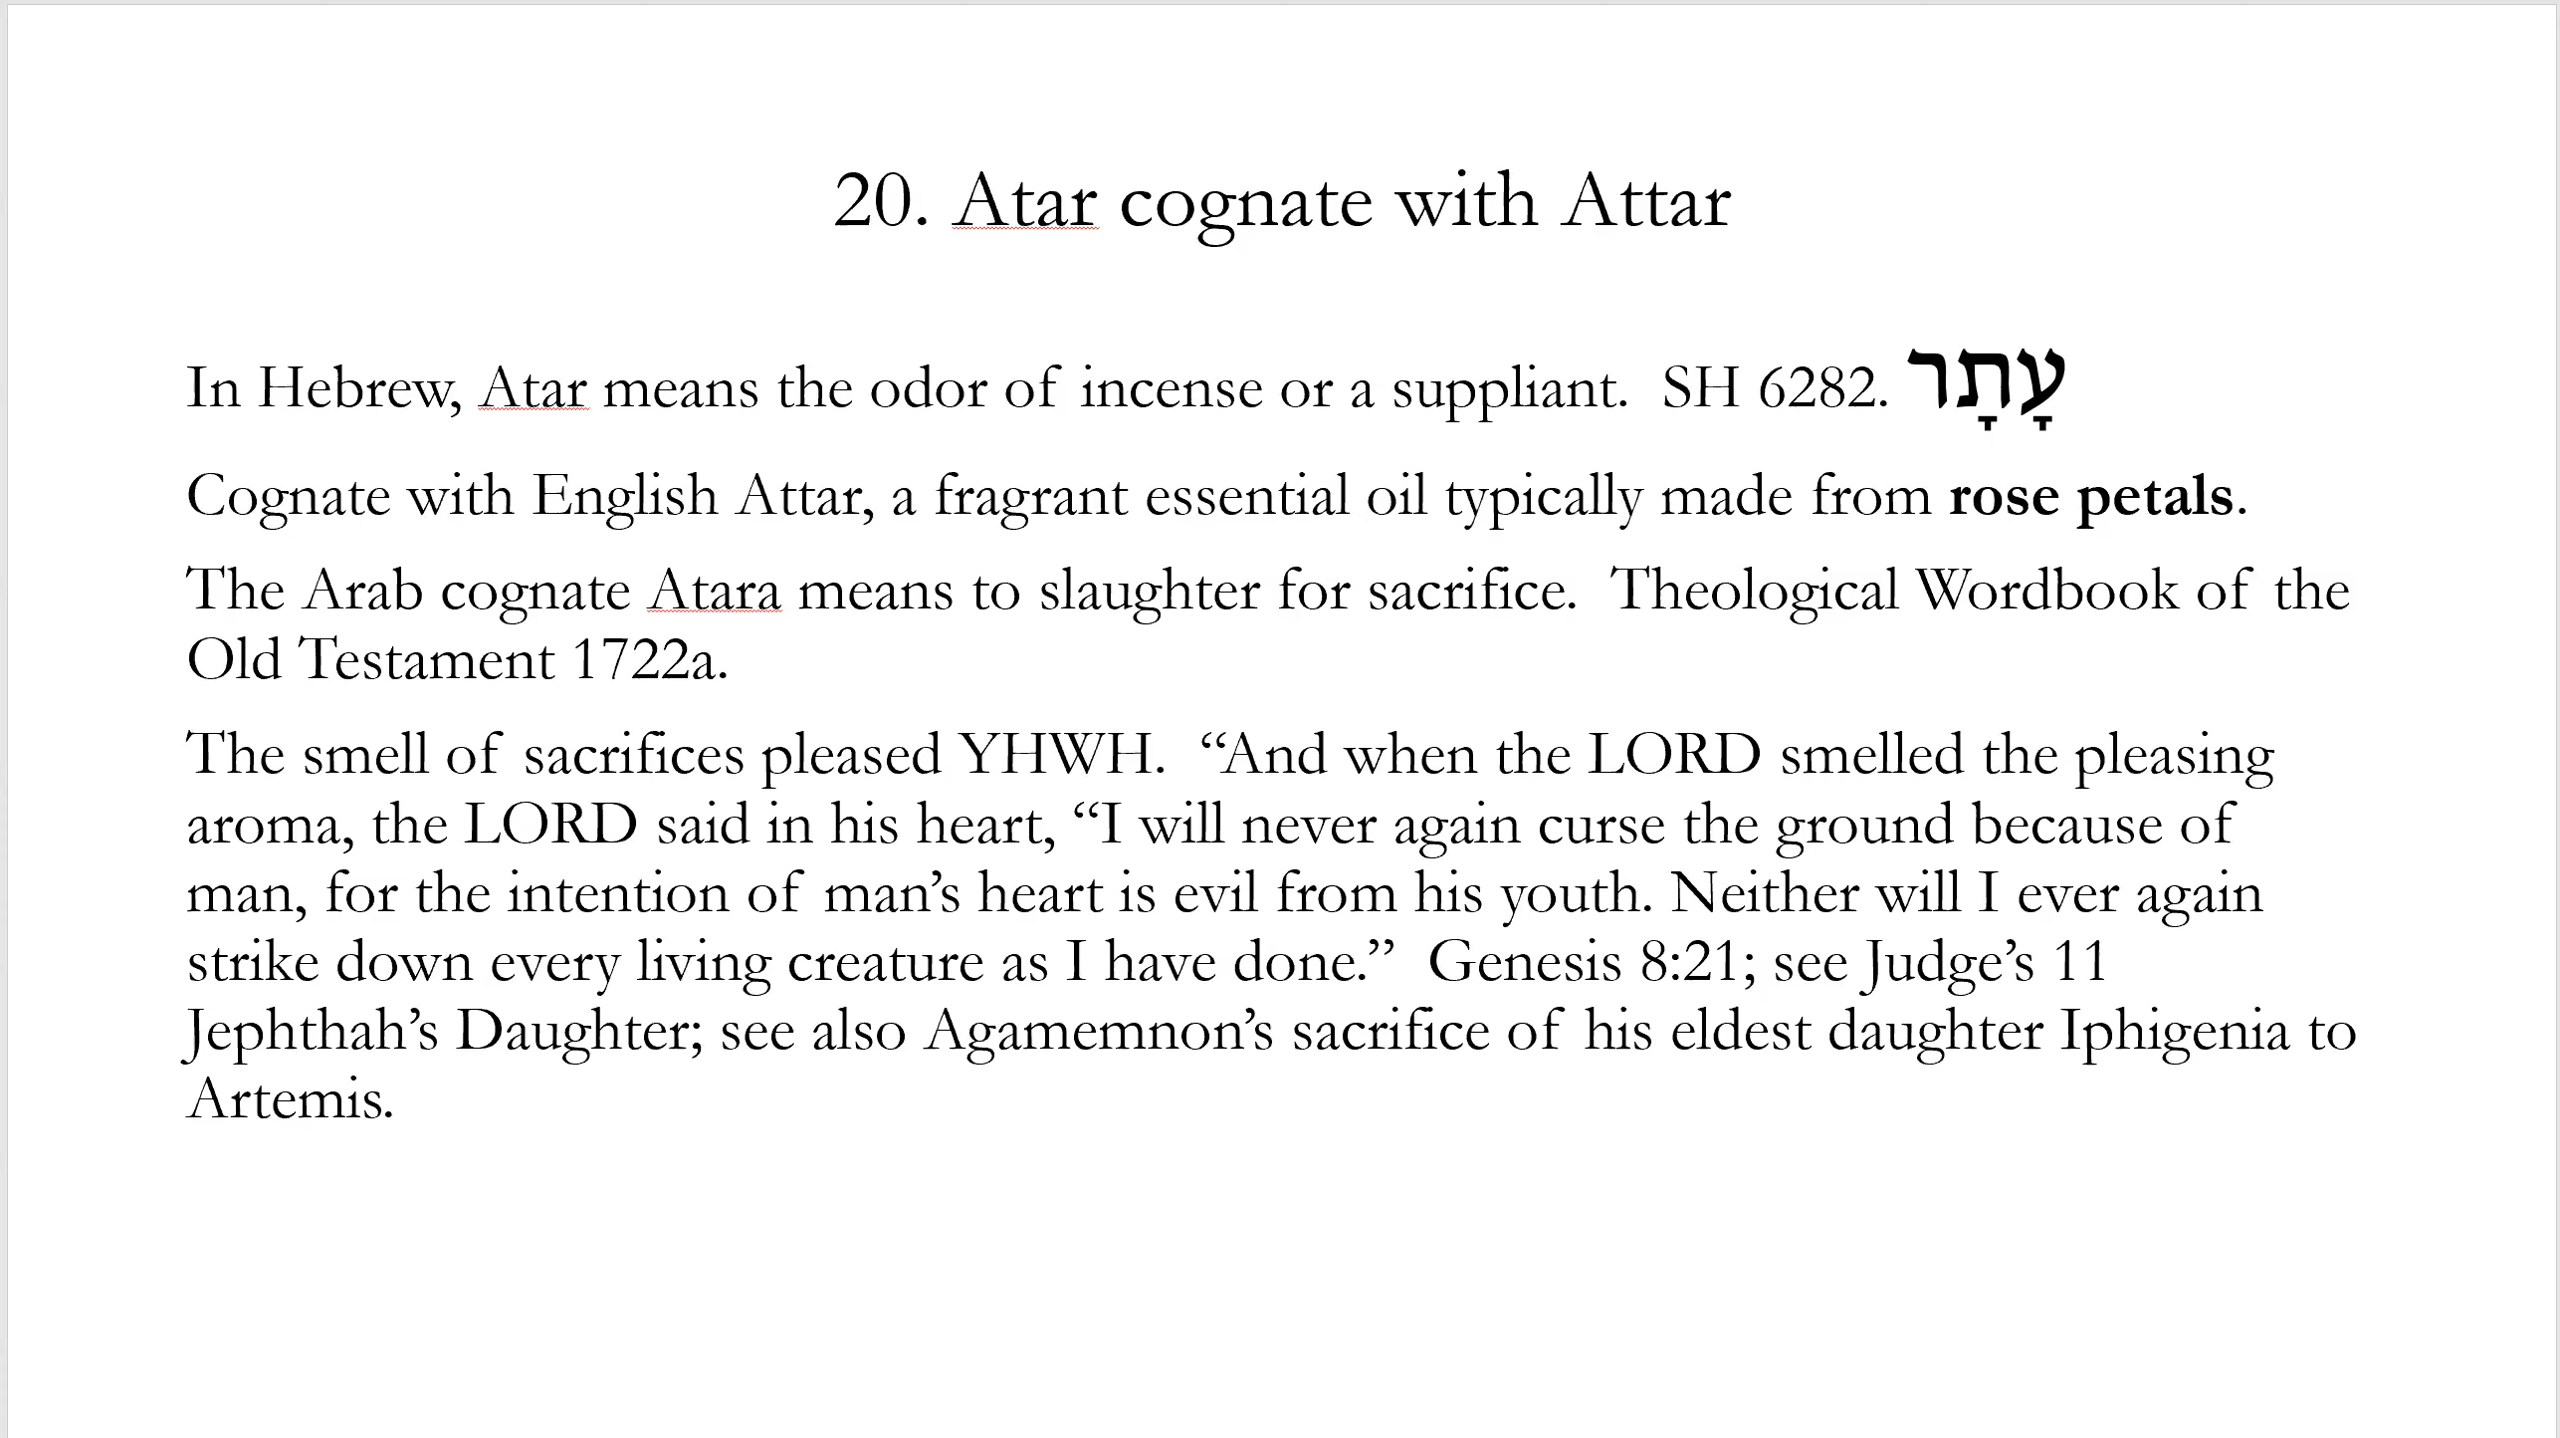 20. Atar cognate with Attar
In Hebrew, Atar means the odor of incense or a suppliant.  SH 6282. עָתָר
Cognate with English Attar, a fragrant essential oil typically made from rose petals.
The Arab cognate Atara means to slaughter for sacrifice.  Theological Wordbook of the
Old Testament 1722a.
The smell of sacrifices pleased YHWH.  “And when the LORD smelled the pleasing
aroma, the LORD said in his heart, “I will never again curse the ground because of
man, for the intention of man’s heart is evil from his youth. Neither will I ever again
strike down every living creature as I have done.”  Genesis 8:21; see Judge’s 11
Jephthah’s Daughter; see also Agamemnon’s sacrifice of his eldest daughter Iphigenia to
Artemis.